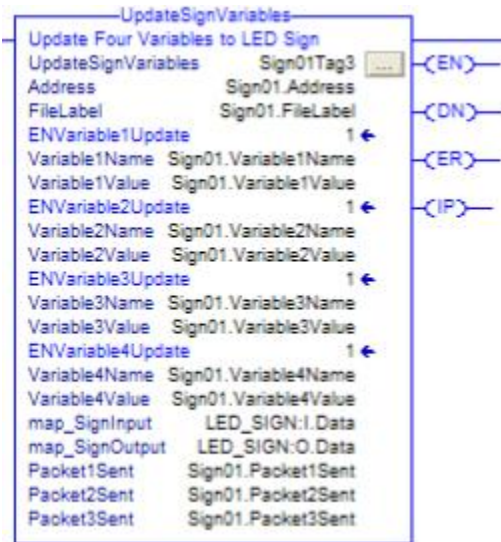 UpdateSignVariables
Update Four Variables to LED Sign
UpdateSignVariables Sign01Tag3 ... (EN)
Address Sign01.Address
FileLabel Sign01.FileLabel (DN)
ENVariable1Update 1
Variable1Name Sign01.Variable1Name (ER)
Variable1Value Sign01.Variable1Value
ENVariable2Update 1 (IP)
Variable2Name Sign01.Variable2Name
Variable2Value Sign01.Variable2Value
ENVariable3Update 1
Variable3Name Sign01.Variable3Name
Variable3Value Sign01.Variable3Value
ENVariable4Update 1
Variable4Name Sign01.Variable4Name
Variable4Value Sign01.Variable4Value
map_SignInput LED_SIGN:I.Data
map_SignOutput LED_SIGN:O.Data
Packet1Sent Sign01.Packet1Sent
Packet2Sent Sign01.Packet2Sent
Packet3Sent Sign01.Packet3Sent